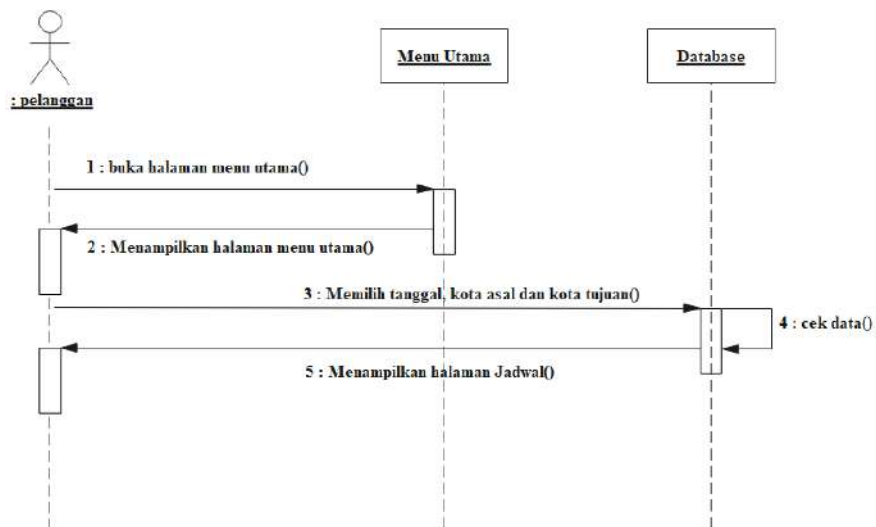 Menu Utama
Database
: pelanggan
1 : buka halaman menu utama()
2 : Menampilkan halaman menu utama()
3 : Memilih tanggal, kota asal dan kota tujuan()
4 : cek data()
5 : Menampilkan halaman Jadwal()